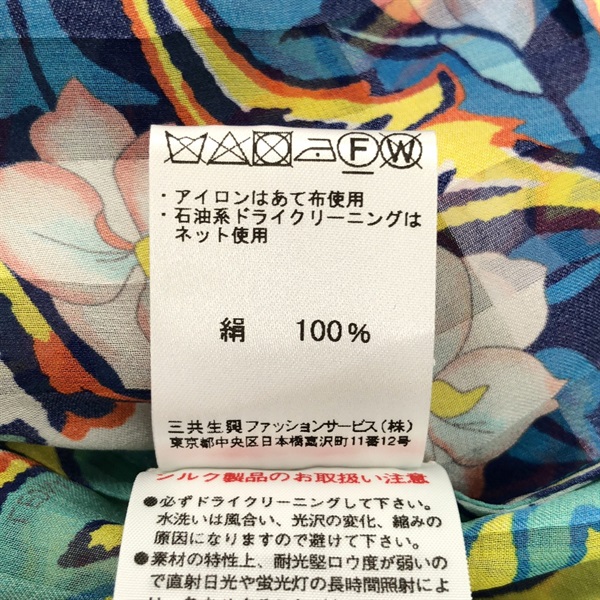 F W
・アイロンはあて布使用
・石油系ドライクリーニングは
ネット使用
絹 100%
三共生興ファッションサービス(株)
東京都中央区日本橋富沢町11番12号
シルク製品のお取扱い注意
●必ずドライクリーニングして下さい。
水洗いは風合い、光沢の変化、縮みの
原因になりますので避けて下さい。
●素材の特性上、耐光堅ロウ度が弱いの
で直射日光や蛍光灯の長時間照射によ